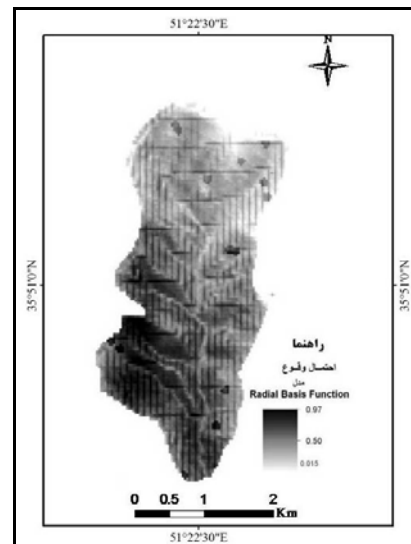 51°22'30"E
N
35°51'0"N
35°51'0"N
راهنما
احتمال وقوع
مدل
Radial Basis Function
0.97
0.50
0.015
0 0.5 1 2
Km
51°22'30"E